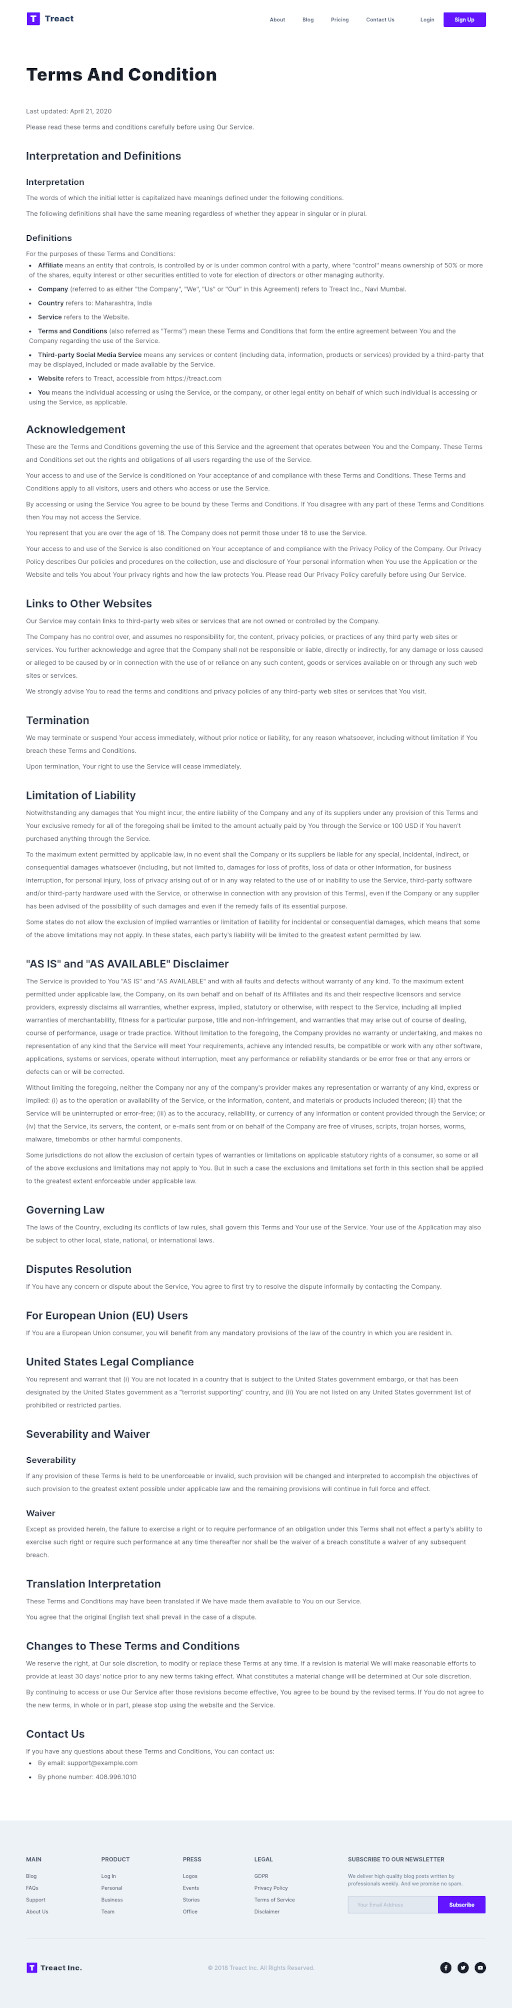 Treact
About Blog Pricing Contact Us Login Sign Up
Terms And Condition
Last updated: April 21, 2020
Please read these terms and conditions carefully before using Our Service.
Interpretation and Definitions
Interpretation
The words of which the initial letter is capitalized have meanings defined under the following conditions.
The following definitions shall have the same meaning regardless of whether they appear in singular or in plural.
Definitions
For the purposes of these Terms and Conditions:
• Affiliate means an entity that controls, is controlled by or is under common control with a party, where "control" means ownership of 50% or more
of the shares, equity interest or other securities entitled to vote for election of directors or other managing authority.
• Company (referred to as either "the Company", "We", "Us" or "Our" in this Agreement) refers to Treact Inc., Navi Mumbai.
• Country refers to: Maharashtra, India
• Service refers to the Website.
• Terms and Conditions (also referred as "Terms") mean these Terms and Conditions that form the entire agreement between You and the
Company regarding the use of the Service.
• Third-party Social Media Service means any services or content (including data, information, products or services) provided by a third-party that
may be displayed, included or made available by the Service.
• Website refers to Treact, accessible from https://treact.com
• You means the individual accessing or using the Service, or the company, or other legal entity on behalf of which such individual is accessing or
using the Service, as applicable.
Acknowledgement
These are the Terms and Conditions governing the use of this Service and the agreement that operates between You and the Company. These Terms
and Conditions set out the rights and obligations of all users regarding the use of the Service.
Your access to and use of the Service is conditioned on Your acceptance of and compliance with these Terms and Conditions. These Terms and
Conditions apply to all visitors, users and others who access or use the Service.
By accessing or using the Service You agree to be bound by these Terms and Conditions. If You disagree with any part of these Terms and Conditions
then You may not access the Service.
You represent that you are over the age of 18. The Company does not permit those under 18 to use the Service.
Your access to and use of the Service is also conditioned on Your acceptance of and compliance with the Privacy Policy of the Company. Our Privacy
Policy describes Our policies and procedures on the collection, use and disclosure of Your personal information when You use the Application or the
Website and tells You about Your privacy rights and how the law protects You. Please read Our Privacy Policy carefully before using Our Service.
Links to Other Websites
Our Service may contain links to third-party web sites or services that are not owned or controlled by the Company.
The Company has no control over, and assumes no responsibility for, the content, privacy policies, or practices of any third party web sites or
services. You further acknowledge and agree that the Company shall not be responsible or liable, directly or indirectly, for any damage or loss caused
or alleged to be caused by or in connection with the use of or reliance on any such content, goods or services available on or through any such web
sites or services.
We strongly advise You to read the terms and conditions and privacy policies of any third-party web sites or services that You visit.
Termination
We may terminate or suspend Your access immediately, without prior notice or liability, for any reason whatsoever, including without limitation if You
breach these Terms and Conditions.
Upon termination, Your right to use the Service will cease immediately.
Limitation of Liability
Notwithstanding any damages that You might incur, the entire liability of the Company and any of its suppliers under any provision of this Terms and
Your exclusive remedy for all of the foregoing shall be limited to the amount actually paid by You through the Service or 100 USD if You haven't
purchased anything through the Service.
To the maximum extent permitted by applicable law, in no event shall the Company or its suppliers be liable for any special, incidental, indirect, or
consequential damages whatsoever (including, but not limited to, damages for loss of profits, loss of data or other information, for business
interruption, for personal injury, loss of privacy arising out of or in any way related to the use of or inability to use the Service, third-party software
and/or third-party hardware used with the Service, or otherwise in connection with any provision of this Terms), even if the Company or any supplier
has been advised of the possibility of such damages and even if the remedy fails of its essential purpose.
Some states do not allow the exclusion of implied warranties or limitation of liability for incidental or consequential damages, which means that some
of the above limitations may not apply. In these states, each party's liability will be limited to the greatest extent permitted by law.
"AS IS" and "AS AVAILABLE" Disclaimer
The Service is provided to You "AS IS" and "AS AVAILABLE" and with all faults and defects without warranty of any kind. To the maximum extent
permitted under applicable law, the Company, on its own behalf and on behalf of its Affiliates and its and their respective licensors and service
providers, expressly disclaims all warranties, whether express, implied, statutory or otherwise, with respect to the Service, including all implied
warranties of merchantability, fitness for a particular purpose, title and non-infringement, and warranties that may arise out of course of dealing,
course of performance, usage or trade practice. Without limitation to the foregoing, the Company provides no warranty or undertaking, and makes no
representation of any kind that the Service will meet Your requirements, achieve any intended results, be compatible or work with any other software,
applications, systems or services, operate without interruption, meet any performance or reliability standards or be error free or that any errors or
defects can or will be corrected.
Without limiting the foregoing, neither the Company nor any of the company's provider makes any representation or warranty of any kind, express or
implied: (i) as to the operation or availability of the Service, or the information, content, and materials or products included thereon; (ii) that the
Service will be uninterrupted or error-free; (iii) as to the accuracy, reliability, or currency of any information or content provided through the Service; or
(iv) that the Service, its servers, the content, or e-mails sent from or on behalf of the Company are free of viruses, scripts, trojan horses, worms,
malware, timebombs or other harmful components.
Some jurisdictions do not allow the exclusion of certain types of warranties or limitations on applicable statutory rights of a consumer, so some or all
of the above exclusions and limitations may not apply to You. But in such a case the exclusions and limitations set forth in this section shall be applied
to the greatest extent enforceable under applicable law.
Governing Law
The laws of the Country, excluding its conflicts of law rules, shall govern this Terms and Your use of the Service. Your use of the Application may also
be subject to other local, state, national, or international laws.
Disputes Resolution
If You have any concern or dispute about the Service, You agree to first try to resolve the dispute informally by contacting the Company.
For European Union (EU) Users
If You are a European Union consumer, you will benefit from any mandatory provisions of the law of the country in which you are resident in.
United States Legal Compliance
You represent and warrant that (i) You are not located in a country that is subject to the United States government embargo, or that has been
designated by the United States government as a "terrorist supporting" country, and (ii) You are not listed on any United States government list of
prohibited or restricted parties.
Severability and Waiver
Severability
If any provision of these Terms is held to be unenforceable or invalid, such provision will be changed and interpreted to accomplish the objectives of
such provision to the greatest extent possible under applicable law and the remaining provisions will continue in full force and effect.
Waiver
Except as provided herein, the failure to exercise a right or to require performance of an obligation under this Terms shall not effect a party's ability to
exercise such right or require such performance at any time thereafter nor shall be the waiver of a breach constitute a waiver of any subsequent
breach.
Translation Interpretation
These Terms and Conditions may have been translated if We have made them available to You on our Service.
You agree that the original English text shall prevail in the case of a dispute.
Changes to These Terms and Conditions
We reserve the right, at Our sole discretion, to modify or replace these Terms at any time. If a revision is material We will make reasonable efforts to
provide at least 30 days' notice prior to any new terms taking effect. What constitutes a material change will be determined at Our sole discretion.
By continuing to access or use Our Service after those revisions become effective, You agree to be bound by the revised terms. If You do not agree to
the new terms, in whole or in part, please stop using the website and the Service.
Contact Us
If you have any questions about these Terms and Conditions, You can contact us:
• By email: support@example.com
• By phone number: 408.996.1010
MAIN
Blog
FAQs
Support
About Us
PRODUCT
Log In
Personal
Business
Team
PRESS
Logos
Events
Stories
Office
LEGAL
GDPR
Privacy Policy
Terms of Service
Disclaimer
SUBSCRIBE TO OUR NEWSLETTER
We deliver high quality blog posts written by
professionals weekly. And we promise no spam.
Your Email Address Subscribe
Treact Inc.
© 2018 Treact Inc. All Rights Reserved.